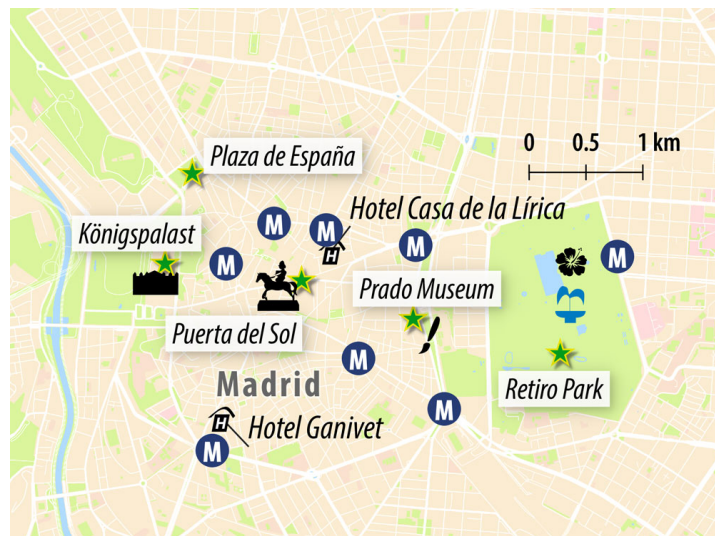 Plaza de España
0 0.5 1 km
Hotel Casa de la Lírica
M
M
Königspalast
M
M
M
H
Prado Museum
Puerta del Sol
M
Madrid
Retiro Park
M
H
Hotel Ganivet
M